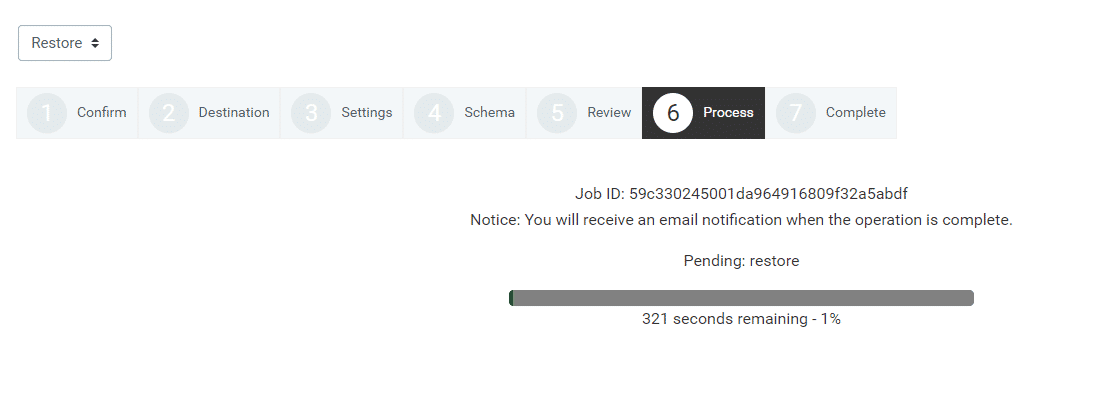 Restore
1 Confirm 2 Destination 3 Settings 4 Schema 5 Review 6 Process 7 Complete
Job ID: 59c330245001da964916809f32a5abdf
Notice: You will receive an email notification when the operation is complete.
Pending: restore
321 seconds remaining - 1%